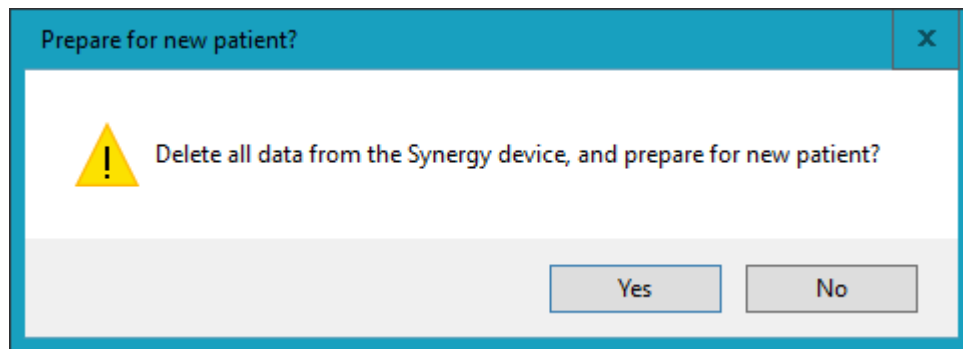 Prepare for new patient?
x
!
Delete all data from the Synergy device, and prepare for new patient?
Yes
No